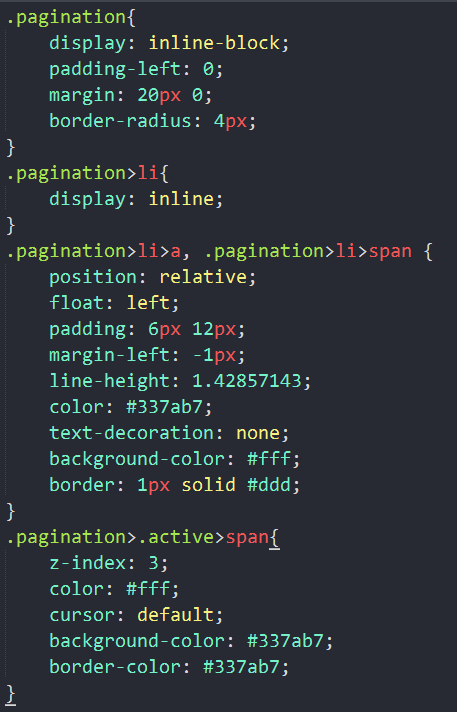 .pagination{
    display: inline-block;
    padding-left: 0;
    margin: 20px 0;
    border-radius: 4px;
}
.pagination>li{
    display: inline;
}
.pagination>li>a, .pagination>li>span {
    position: relative;
    float: left;
    padding: 6px 12px;
    margin-left: -1px;
    line-height: 1.42857143;
    color: #337ab7;
    text-decoration: none;
    background-color: #fff;
    border: 1px solid #ddd;
}
.pagination>.active>span{
    z-index: 3;
    color: #fff;
    cursor: default;
    background-color: #337ab7;
    border-color: #337ab7;
}